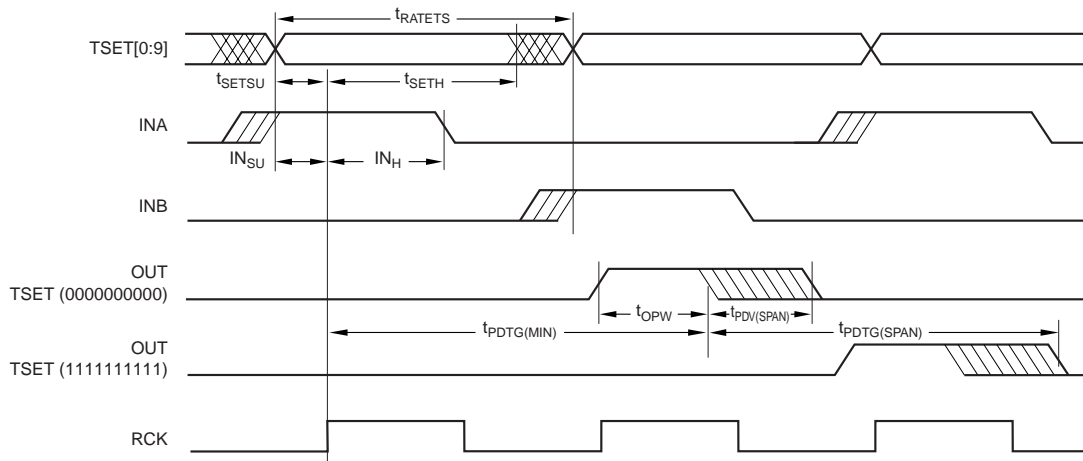 tRATETS
TSET[0:9]
tSETSU
tSETH
INA
INSU
INH
INB
OUT
TSET (0000000000)
tOPW
tPDV(SPAN)
tPDTG(MIN)
tPDTG(SPAN)
OUT
TSET (1111111111)
RCK